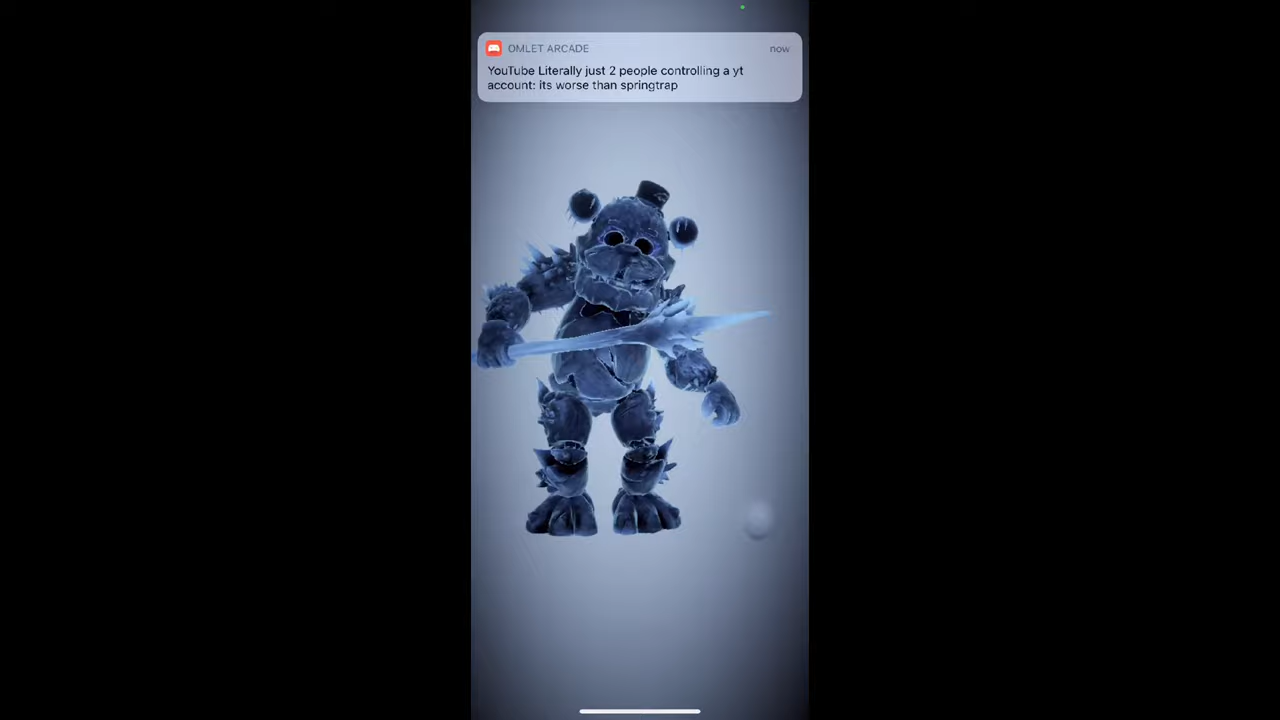 OMLET ARCADE
now
YouTube Literally just 2 people controlling a yt
account: its worse than springtrap